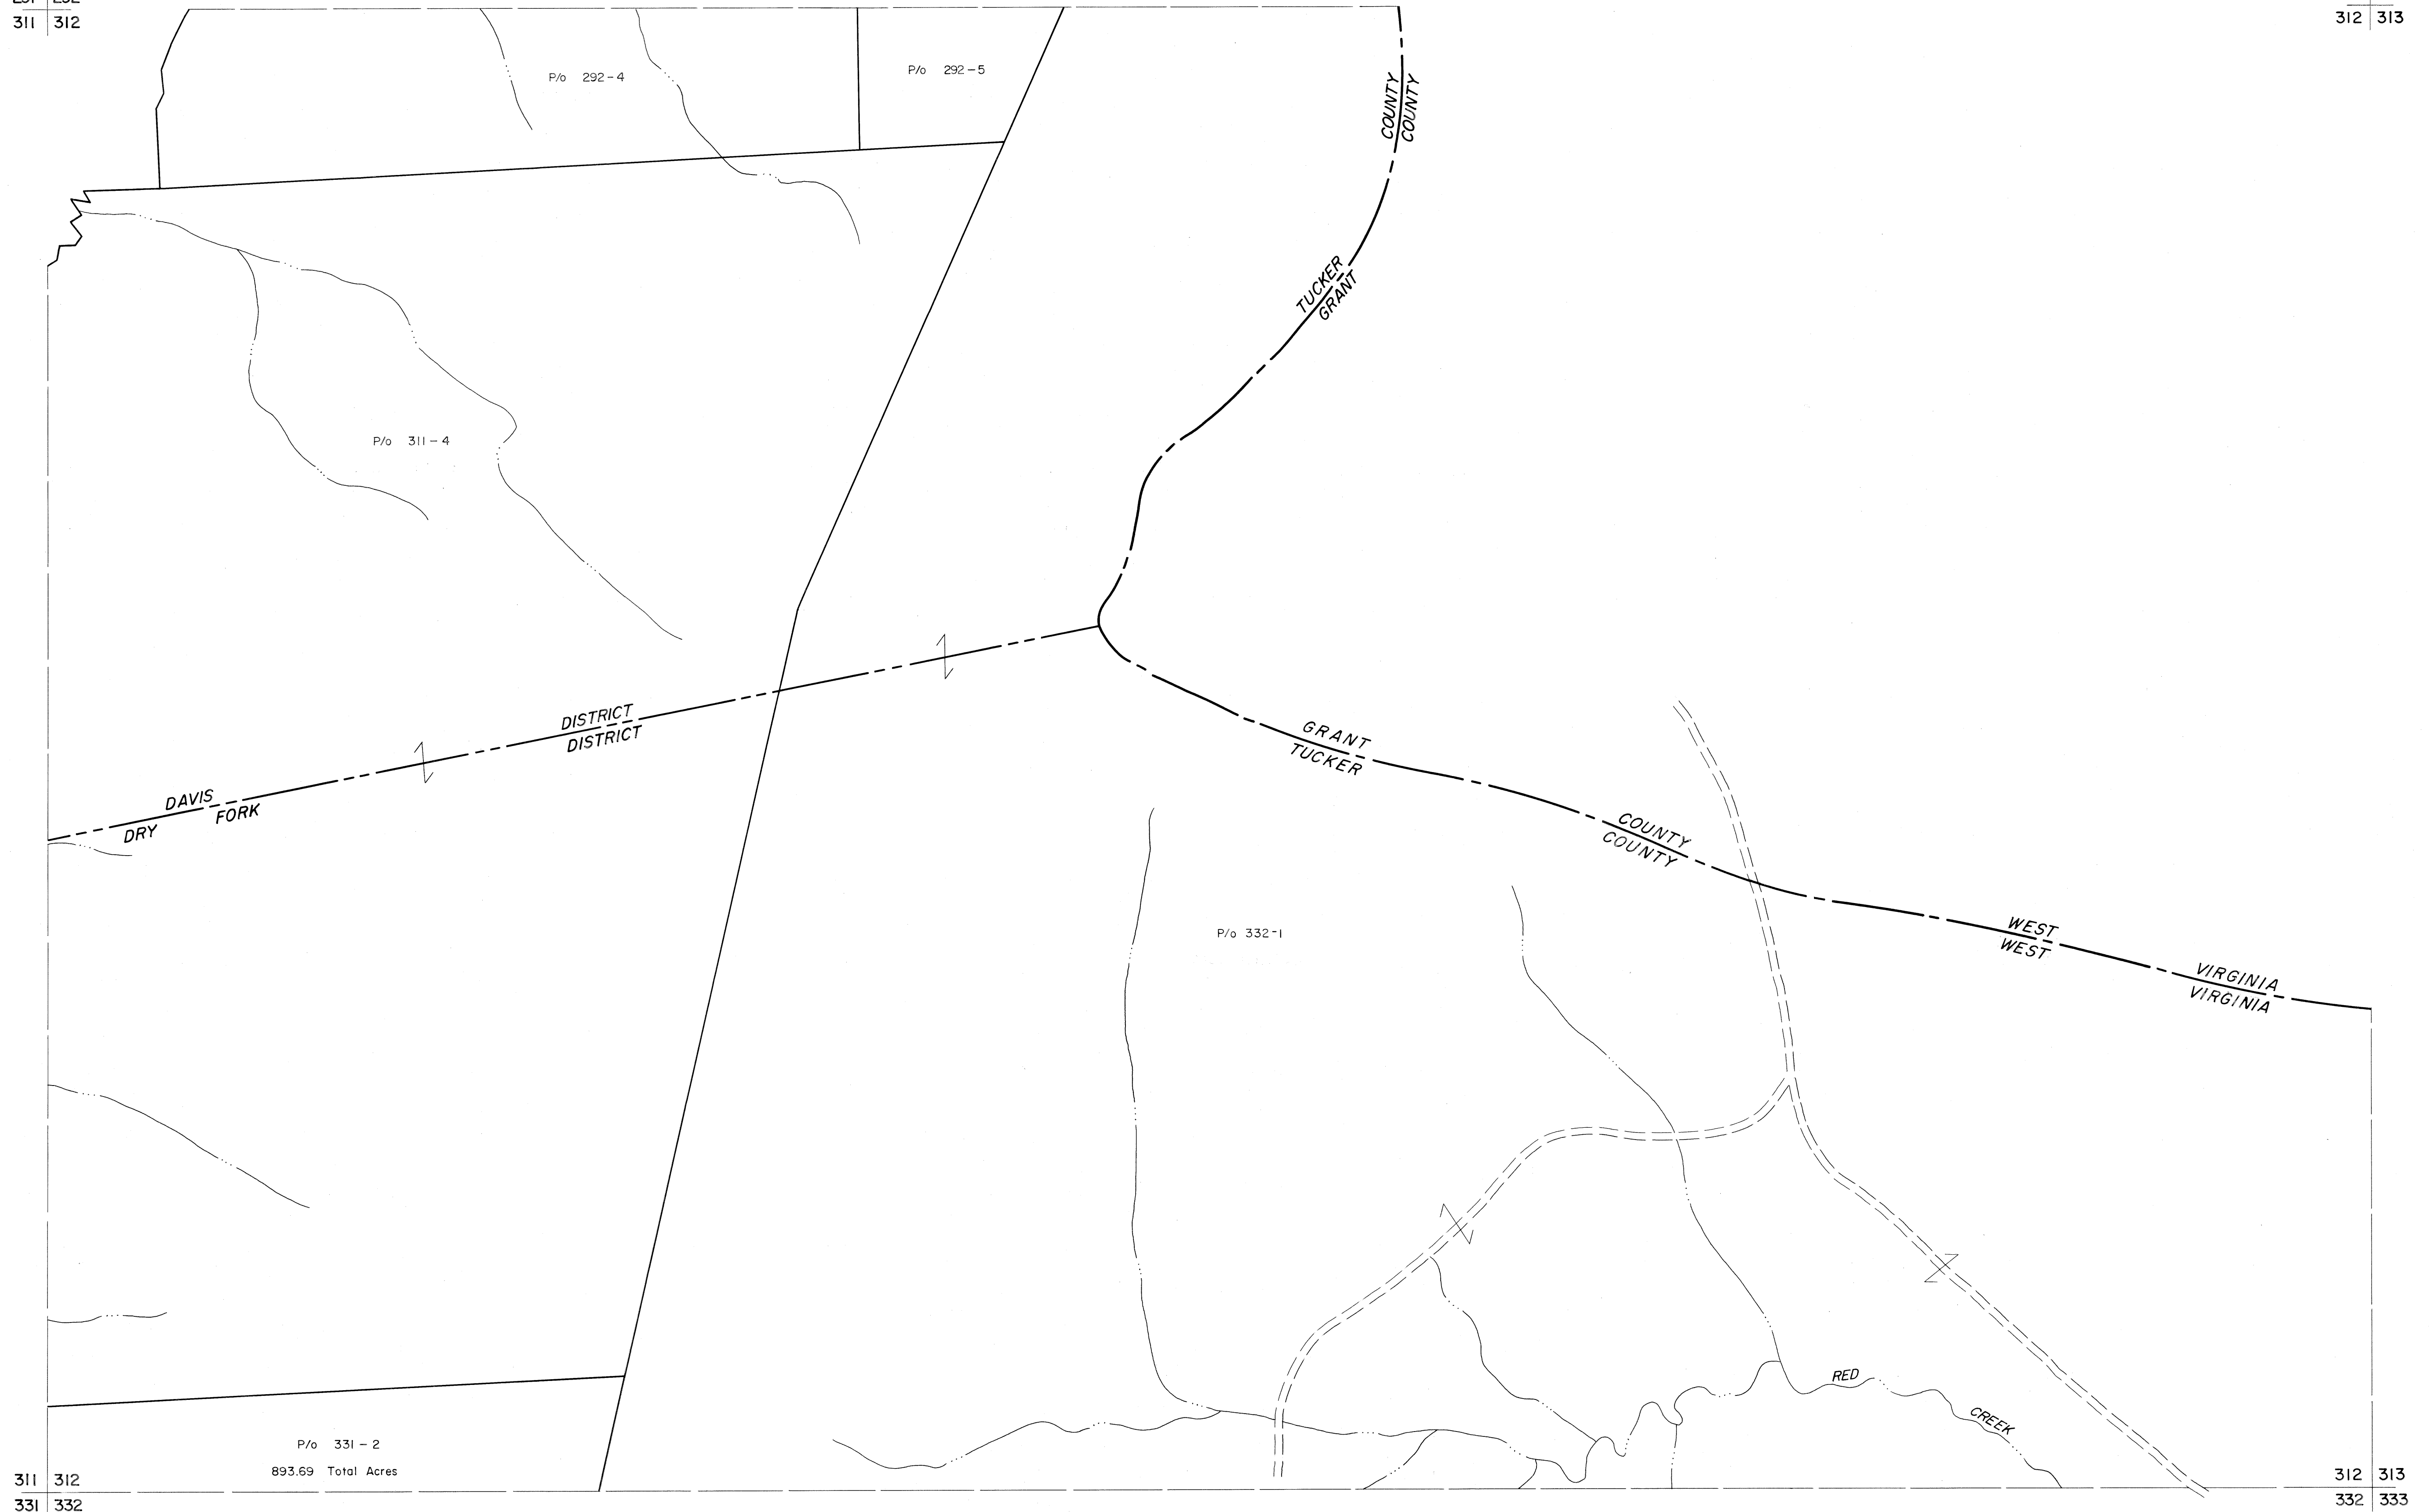 311 312
312 313
P/o 292-4
P/o 292-5
COUNTY
COUNTY
TUCKER
GRANT
P/o 311-4
DISTRICT
DISTRICT
DAVIS
DRY FORK
GRANT
TUCKER
COUNTY
COUNTY
P/o 332-1
WEST
WEST
VIRGINIA
VIRGINIA
RED
CREEK
P/o 331-2
893.69 Total Acres
311 312
331 332
312 313
332 333